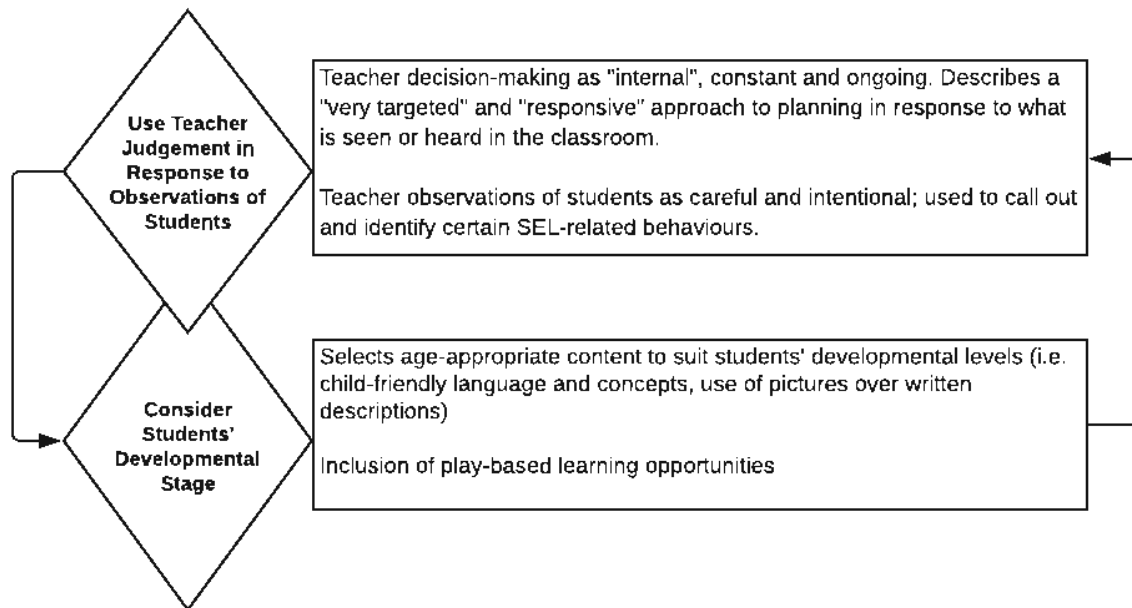 Use Teacher
Judgement in
Response to
Observations of
Students
Teacher decision-making as "internal", constant and ongoing. Describes a
"very targeted" and "responsive" approach to planning in response to what
is seen or heard in the classroom.
Teacher observations of students as careful and intentional; used to call out
and identify certain SEL-related behaviours.
Consider
Students'
Developmental
Stage
Selects age-appropriate content to suit students' developmental levels (i.e.
child-friendly language and concepts, use of pictures over written
descriptions)
Inclusion of play-based learning opportunities